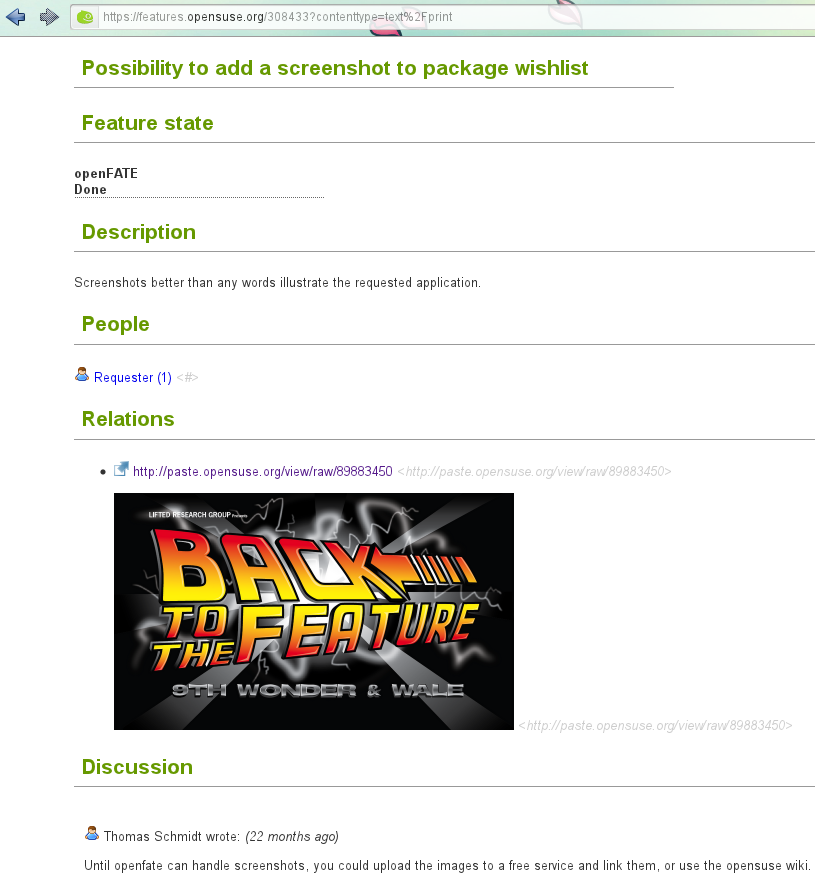 https://features.opensuse.org/308433?contenttype=text%2Fprint
Possibility to add a screenshot to package wishlist
Feature state
openFATE
Done
Description
Screenshots better than any words illustrate the requested application.
People
Requester (1) <#>
Relations
http://paste.opensuse.org/view/raw/89883450 <http://paste.opensuse.org/view/raw/89883450>
LIFTED RESEARCH GROUP Presents
BACK
TO
THE FEATURE
9TH WONDER & WALE
<http://paste.opensuse.org/view/raw/89883450>
Discussion
Thomas Schmidt wrote: (22 months ago)
Until openfate can handle screenshots, you could upload the images to a free service and link them, or use the opensuse wiki.